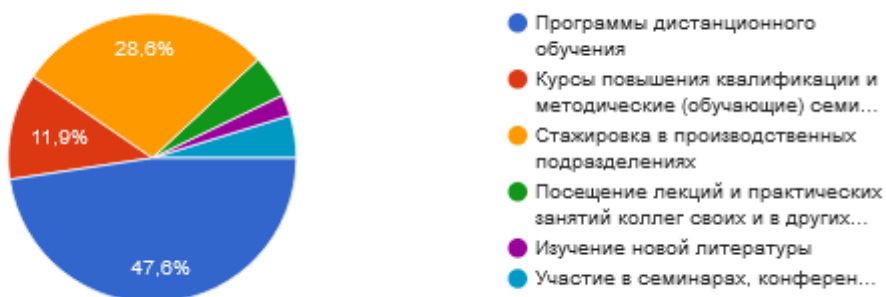 28,6%
11,9%
47,6%
Программы дистанционного
обучения
Курсы повышения квалификации и
методические (обучающие) семи...
Стажировка в производственных
подразделениях
Посещение лекций и практических
занятий коллег своих и в других...
Изучение новой литературы
Участие в семинарах, конферен...